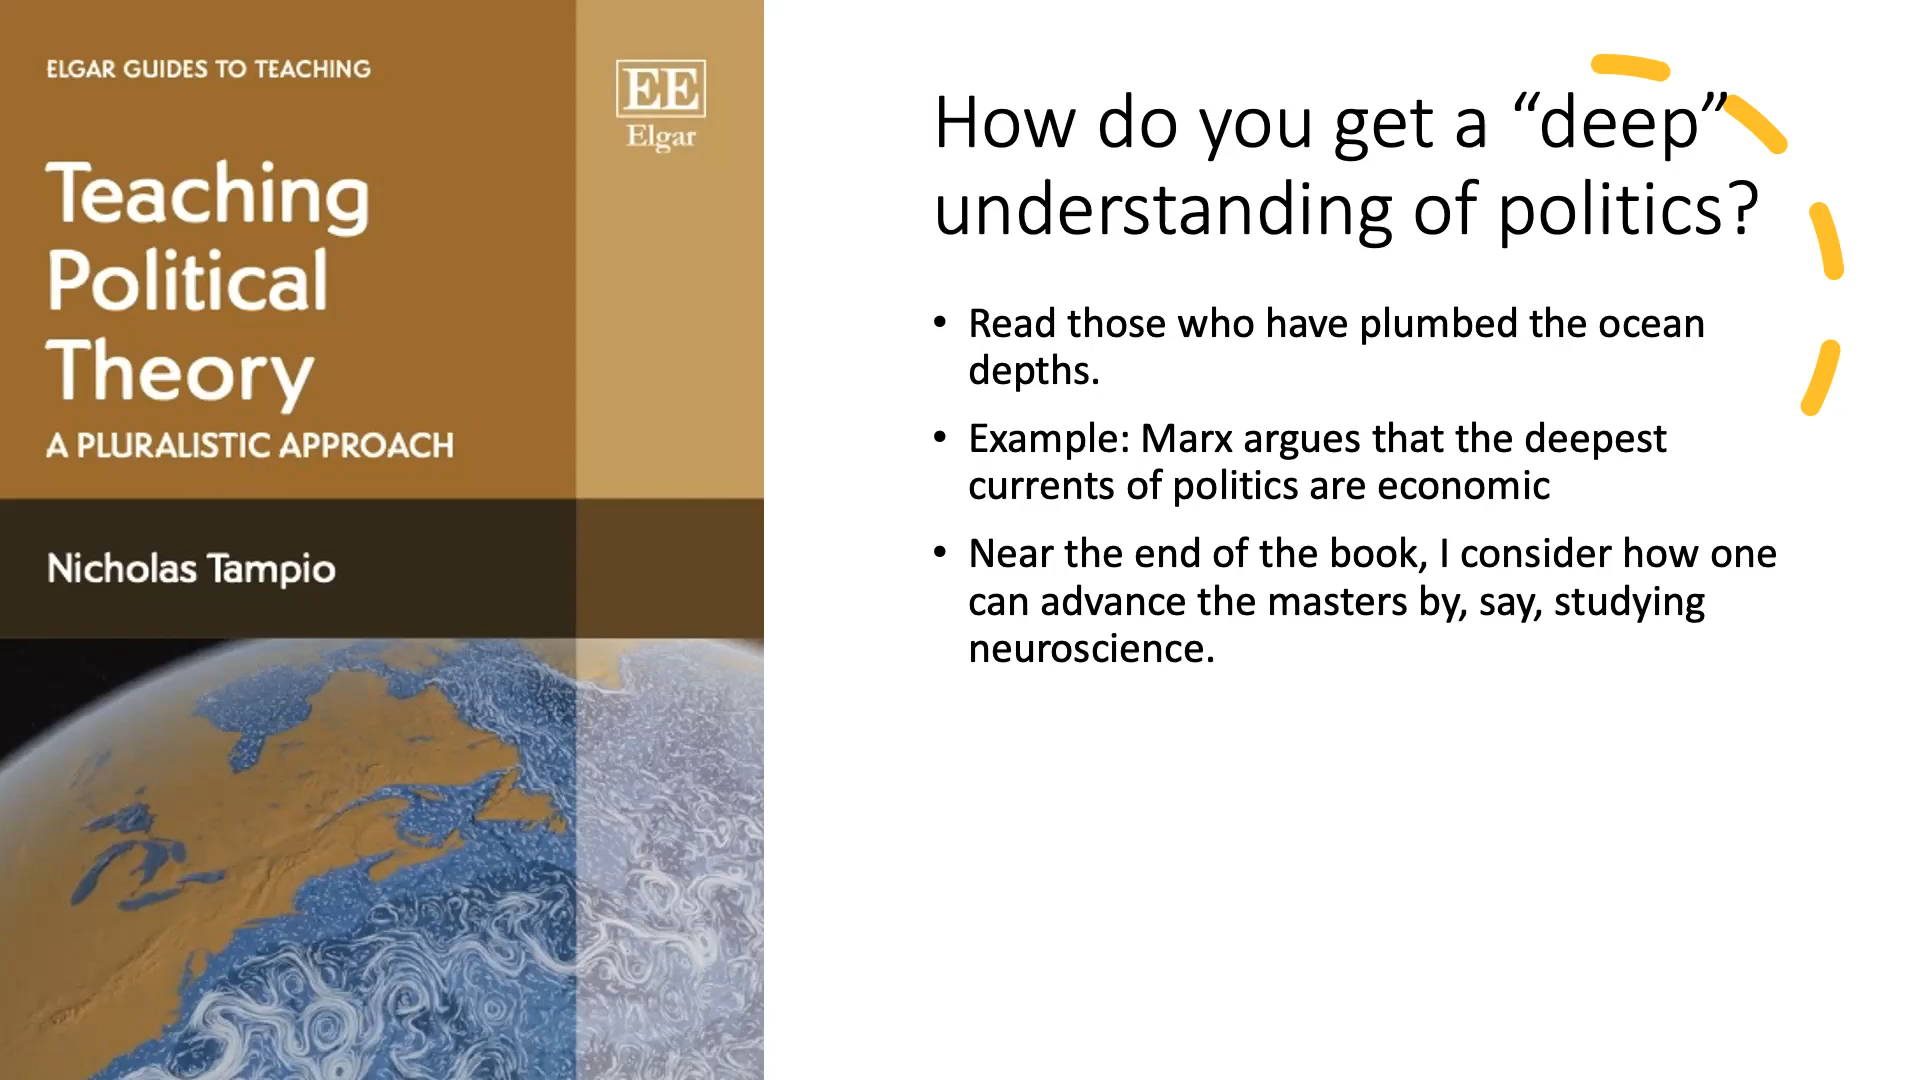 ELGAR GUIDES TO TEACHING
EE
Elgar
Teaching
Political
Theory
A PLURALISTIC APPROACH
Nicholas Tampio
How do you get a “deep”
understanding of politics?
• Read those who have plumbed the ocean
depths.
• Example: Marx argues that the deepest
currents of politics are economic
• Near the end of the book, I consider how one
can advance the masters by, say, studying
neuroscience.